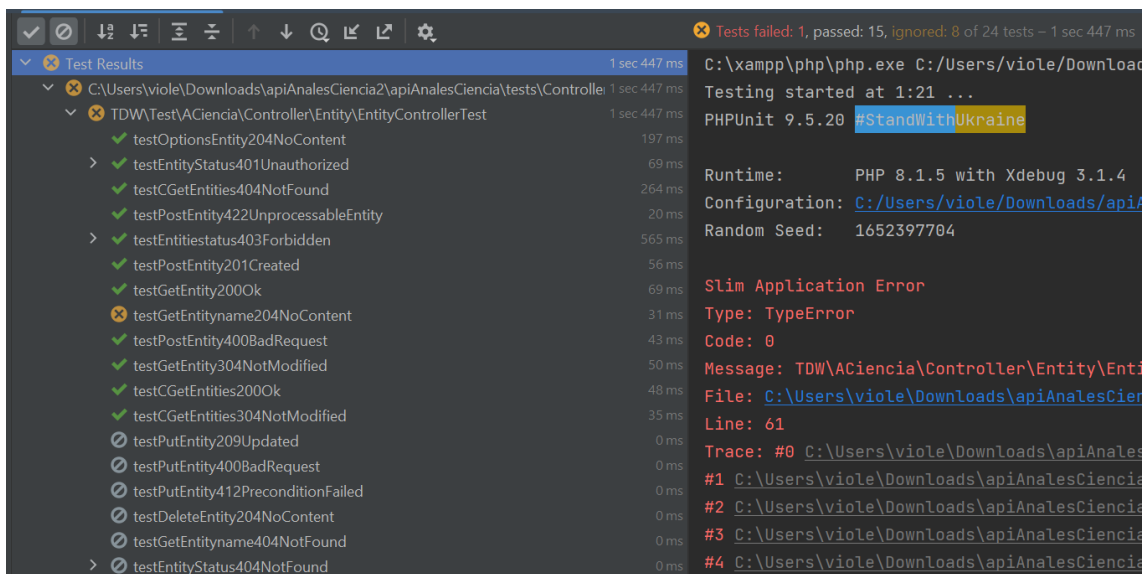 Tests failed: 1, passed: 15, ignored: 8 of 24 tests – 1 sec 447 ms
Test Results 1 sec 447 ms
C:\Users\viole\Downloads\apiAnalesCiencia2\apiAnalesCiencia\tests\Controlle 1 sec 447 ms
TDW\Test\ACiencia\Controller\Entity\EntityControllerTest 1 sec 447 ms
testOptionsEntity204NoContent 197 ms
testEntityStatus401Unauthorized 69 ms
testCGetEntities404NotFound 264 ms
testPostEntity422UnprocessableEntity 20 ms
testEntitiestatus403Forbidden 565 ms
testPostEntity201Created 56 ms
testGetEntity200Ok 69 ms
testGetEntityname204NoContent 31 ms
testPostEntity400BadRequest 43 ms
testGetEntity304NotModified 50 ms
testCGetEntities200Ok 48 ms
testCGetEntities304NotModified 35 ms
testPutEntity209Updated 0 ms
testPutEntity400BadRequest 0 ms
testPutEntity412PreconditionFailed 0 ms
testDeleteEntity204NoContent 0 ms
testGetEntityname404NotFound 0 ms
testEntityStatus404NotFound 0 ms
C:\xampp\php\php.exe C:/Users/viole/Download
Testing started at 1:21 ...
PHPUnit 9.5.20 #StandWithUkraine
Runtime: PHP 8.1.5 with Xdebug 3.1.4
Configuration: C:/Users/viole/Downloads/apiA
Random Seed: 1652397704
Slim Application Error
Type: TypeError
Code: 0
Message: TDW\ACiencia\Controller\Entity\Enti
File: C:\Users\viole\Downloads\apiAnalesCien
Line: 61
Trace: #0 C:\Users\viole\Downloads\apiAnales
#1 C:\Users\viole\Downloads\apiAnalesCiencia
#2 C:\Users\viole\Downloads\apiAnalesCiencia
#3 C:\Users\viole\Downloads\apiAnalesCiencia
#4 C:\Users\viole\Downloads\apiAnalesCiencia